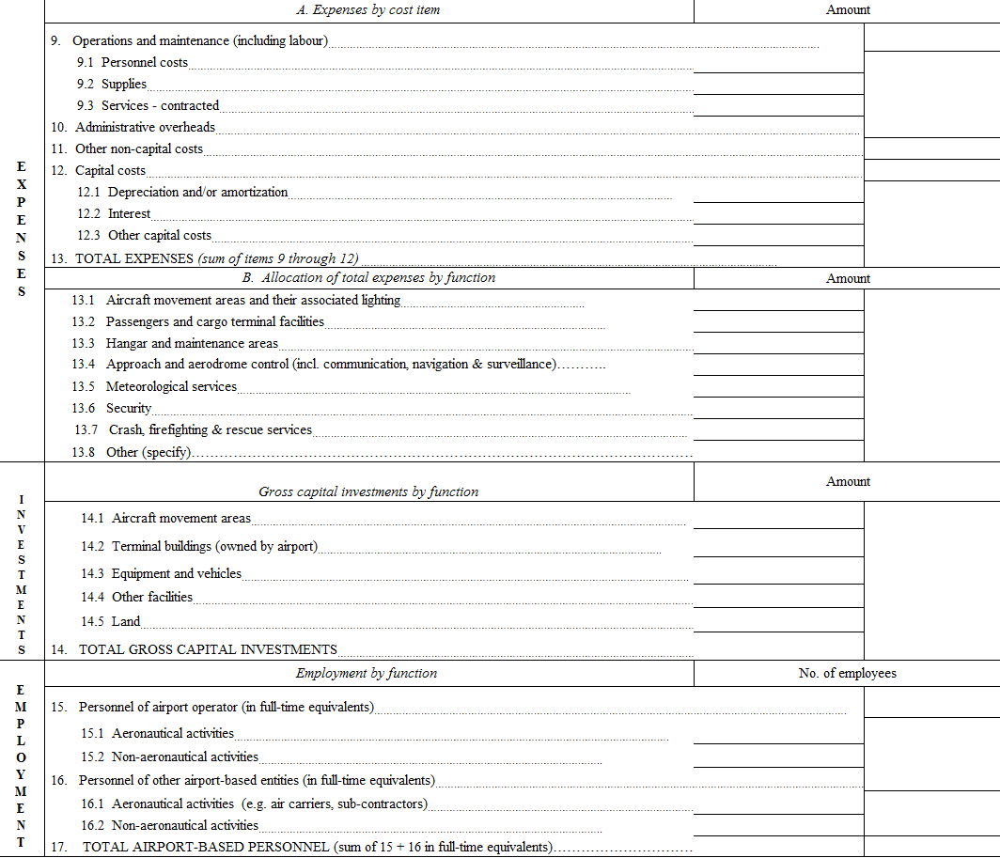 A. Expenses by cost item Amount
EXPENSES
9. Operations and maintenance (including labour)
9.1 Personnel costs
9.2 Supplies
9.3 Services - contracted
10. Administrative overheads
11. Other non-capital costs
12. Capital costs
12.1 Depreciation and/or amortization
12.2 Interest
12.3 Other capital costs
13. TOTAL EXPENSES (sum of items 9 through 12)
B. Allocation of total expenses by function Amount
13.1 Aircraft movement areas and their associated lighting
13.2 Passengers and cargo terminal facilities
13.3 Hangar and maintenance areas
13.4 Approach and aerodrome control (incl. communication, navigation & surveillance)……….
13.5 Meteorological services
13.6 Security
13.7 Crash, firefighting & rescue services
13.8 Other (specify)……………………………………………………………………………………………………
INVESTMENTS
Gross capital investments by function Amount
14.1 Aircraft movement areas
14.2 Terminal buildings (owned by airport)
14.3 Equipment and vehicles
14.4 Other facilities
14.5 Land
14. TOTAL GROSS CAPITAL INVESTMENTS
EMPLOYMENT
Employment by function No. of employees
15. Personnel of airport operator (in full-time equivalents)
15.1 Aeronautical activities
15.2 Non-aeronautical activities
16. Personnel of other airport-based entities (in full-time equivalents)
16.1 Aeronautical activities (e.g. air carriers, sub-contractors)
16.2 Non-aeronautical activities
17. TOTAL AIRPORT-BASED PERSONNEL (sum of 15 + 16 in full-time equivalents)…………………………